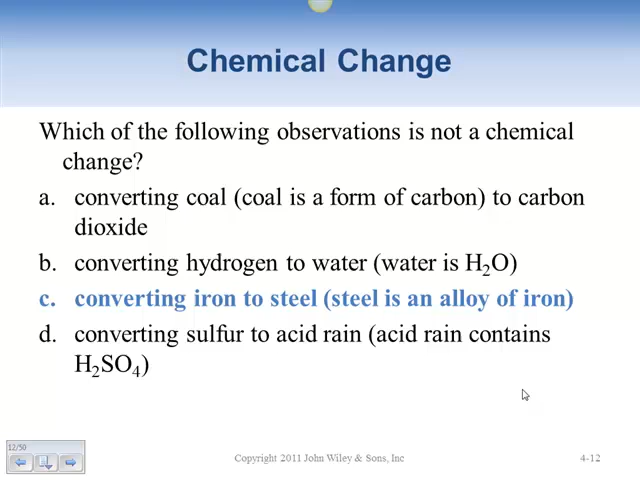 Chemical Change
Which of the following observations is not a chemical
change?
a. converting coal (coal is a form of carbon) to carbon
dioxide
b. converting hydrogen to water (water is H₂O)
c. converting iron to steel (steel is an alloy of iron)
d. converting sulfur to acid rain (acid rain contains
H₂SO₄)
12/50
Copyright 2011 John Wiley & Sons, Inc
4-12